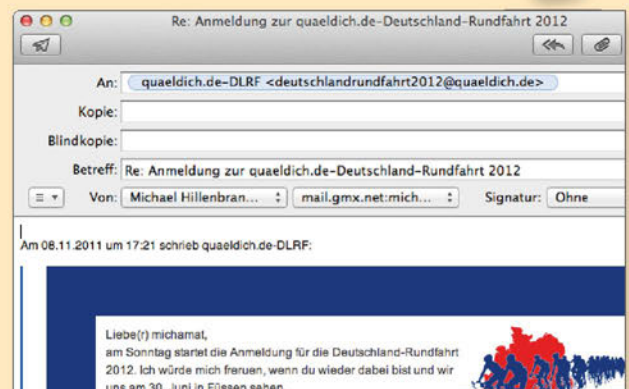 Re: Anmeldung zur quaeldich.de-Deutschland-Rundfahrt 2012
An: quaeldich.de-DLRF <deutschlandrundfahrt2012@quaeldich.de>
Kopie:
Blindkopie:
Betreff: Re: Anmeldung zur quaeldich.de-Deutschland-Rundfahrt 2012
Von: Michael Hillenbran... mail.gmx.net:mich... Signatur: Ohne
Am 08.11.2011 um 17:21 schrieb quaeldich.de-DLRF:
Liebe(r) michamat,
am Sonntag startet die Anmeldung für die Deutschland-Rundfahrt
2012. Ich würde mich freruen, wenn du wieder dabei bist und wir
uns am 30. Juni in Füssen sehen.